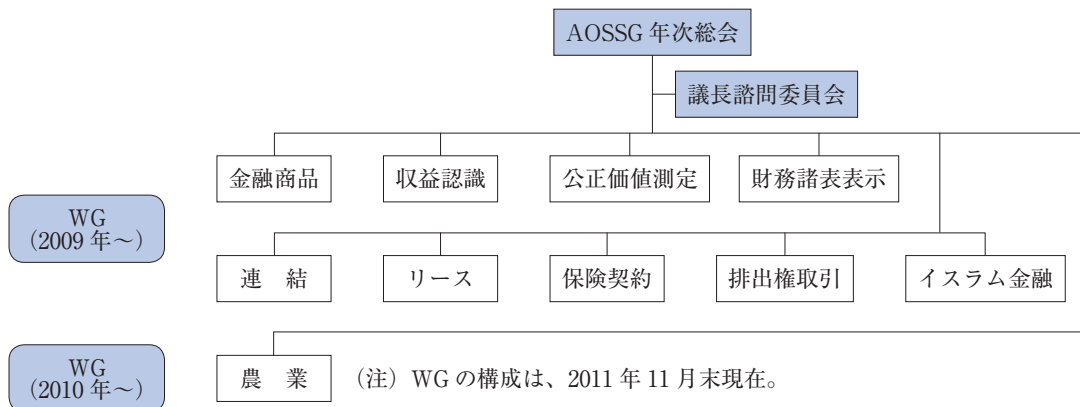 AOSSG 年次総会
議長諮問委員会
金融商品
収益認識
公正価値測定
財務諸表表示
WG
（2009 年～）
連　結
リース
保険契約
排出権取引
イスラム金融
WG
（2010 年～）
農　業
（注）WG の構成は、2011 年 11 月末現在。